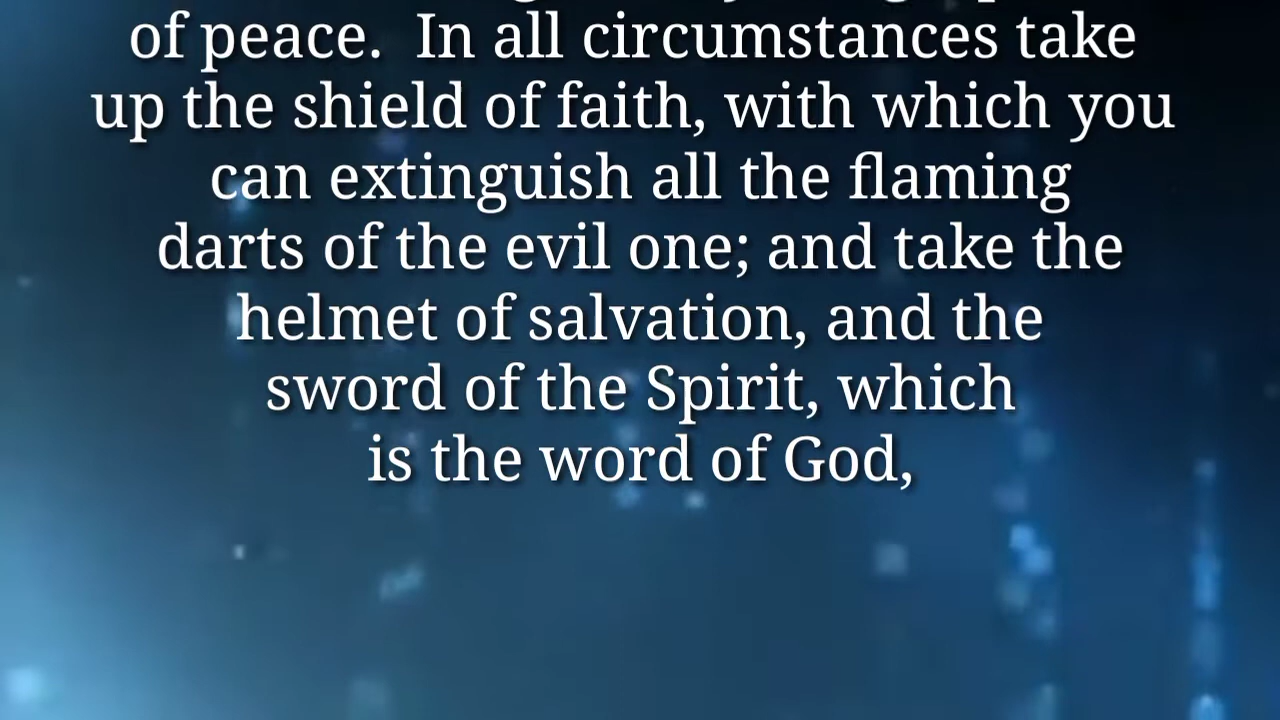 of peace.  In all circumstances take
up the shield of faith, with which you
can extinguish all the flaming
darts of the evil one; and take the
helmet of salvation, and the
sword of the Spirit, which
is the word of God,